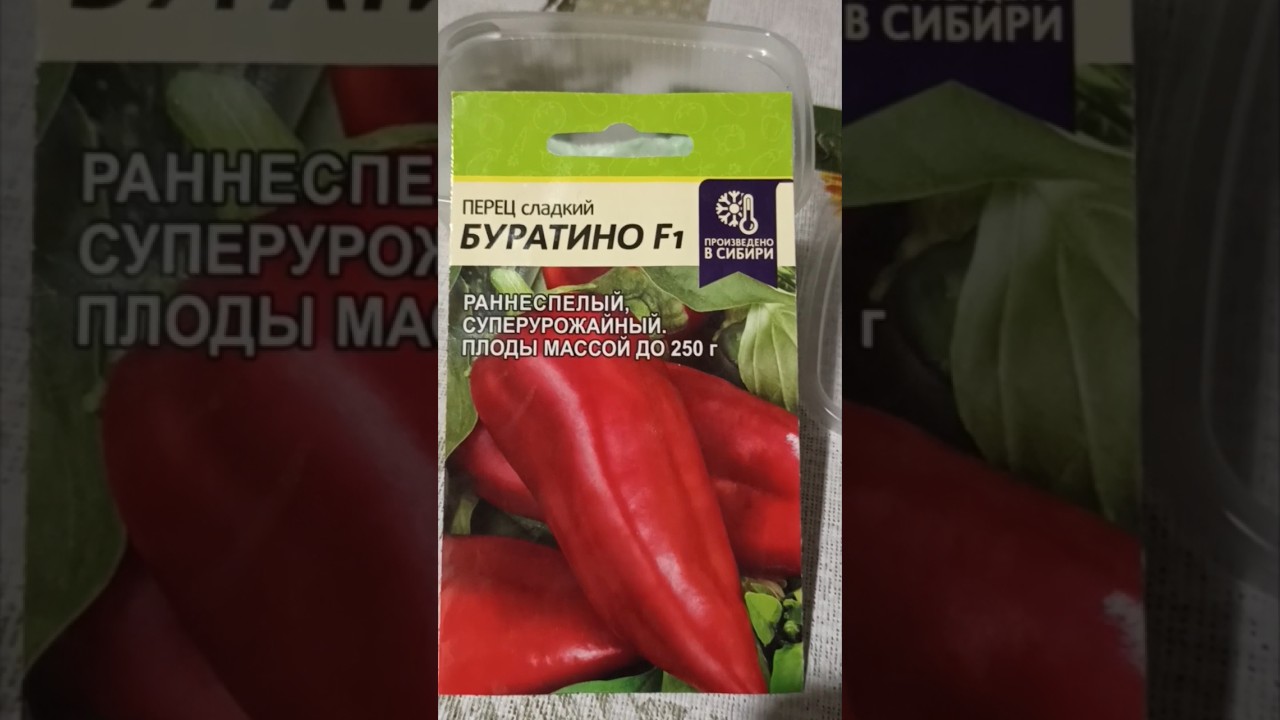 ПЕРЕЦ СЛАДКИЙ
БУРАТИНО F1
ПРОИЗВЕДЕНО
В СИБИРИ
РАННЕСПЕЛЫЙ,
СУПЕРУРОЖАЙНЫЙ.
ПЛОДЫ МАССОЙ ДО 250 г